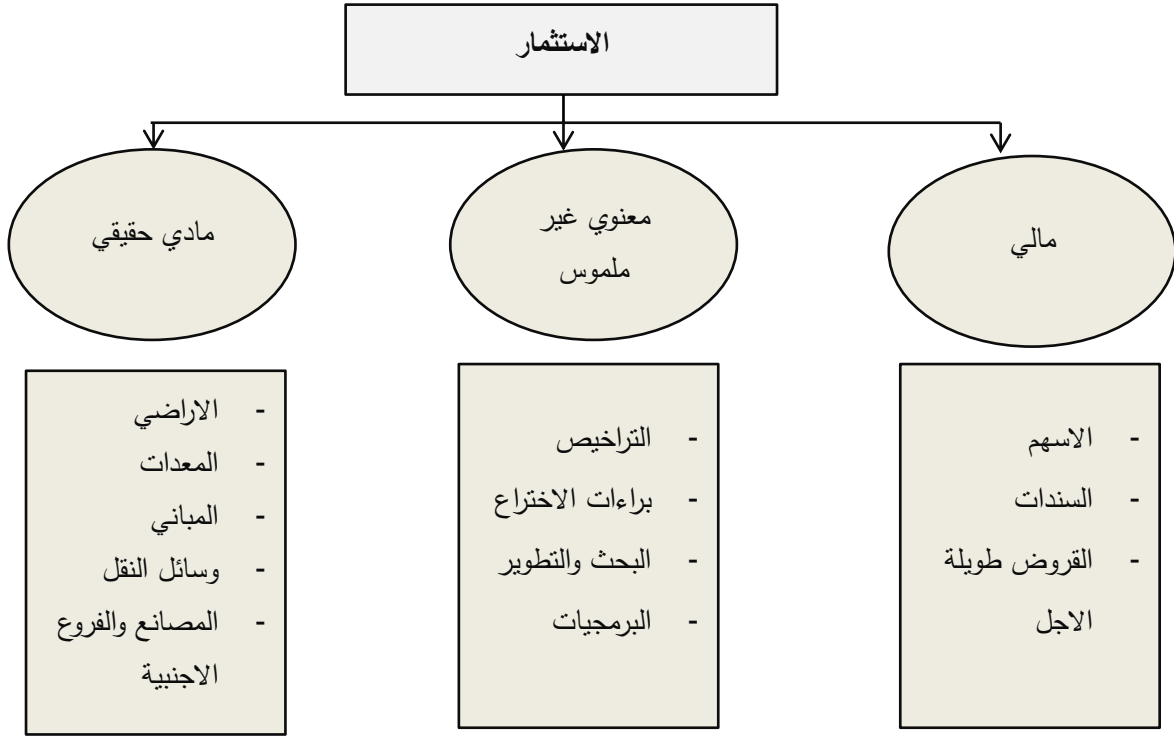 الاستثمار
مالي
معنوي غير
ملموس
مادي حقيقي
- الاسهم
- السندات
- القروض طويلة
الاجل
- التراخيص
- براءات الاختراع
- البحث والتطوير
- البرمجيات
- الاراضي
- المعدات
- المباني
- وسائل النقل
- المصانع والفروع
الاجنبية